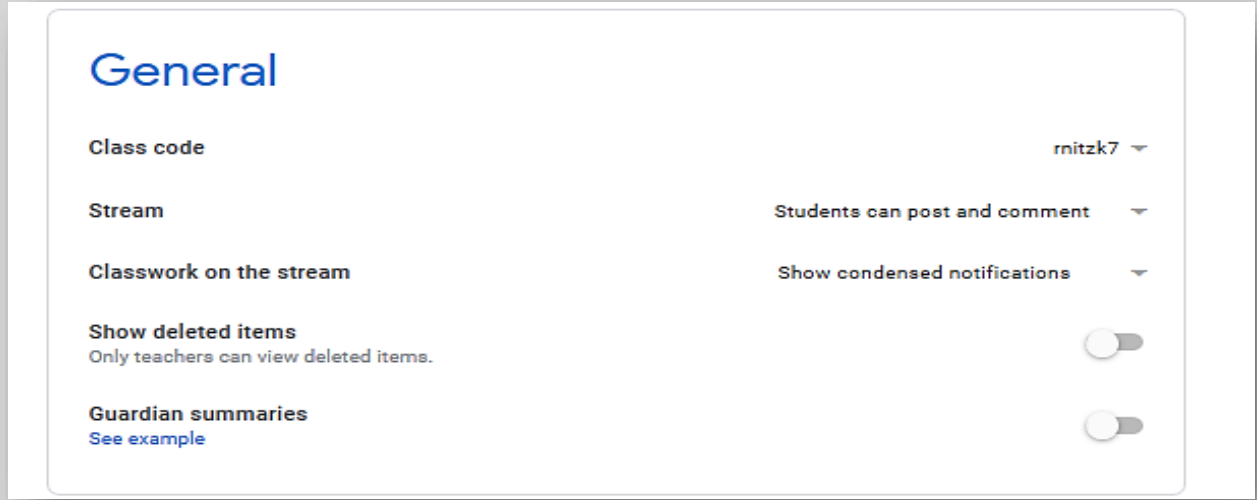 General
Class code rnitzk7
Stream Students can post and comment
Classwork on the stream Show condensed notifications
Show deleted items
Only teachers can view deleted items.
Guardian summaries
See example